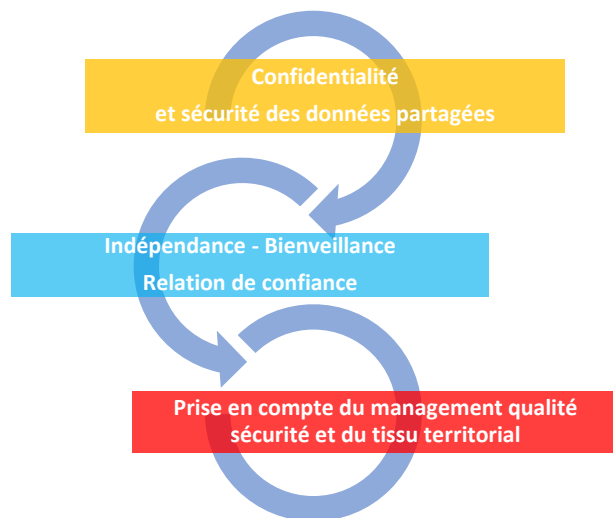 Confidentialité
et sécurité des données partagées
Indépendance - Bienveillance
Relation de confiance
Prise en compte du management qualité
sécurité et du tissu territorial